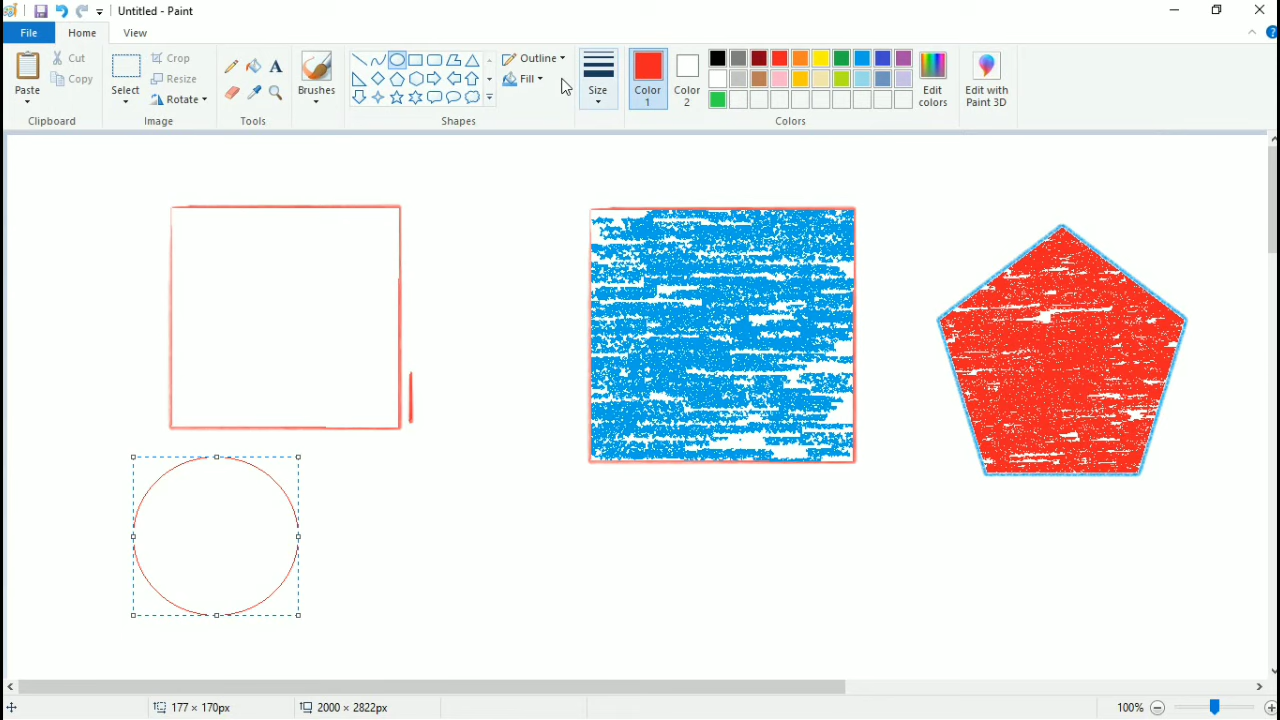 Untitled - Paint
File Home View
Paste
Cut
Copy
Clipboard
Select
Crop
Resize
Rotate
Image
Tools
Brushes
Shapes
Outline
Fill
Size
Color 1
Color 2
Edit colors
Colors
Edit with Paint 3D
177 × 170px
2000 × 2822px
100%